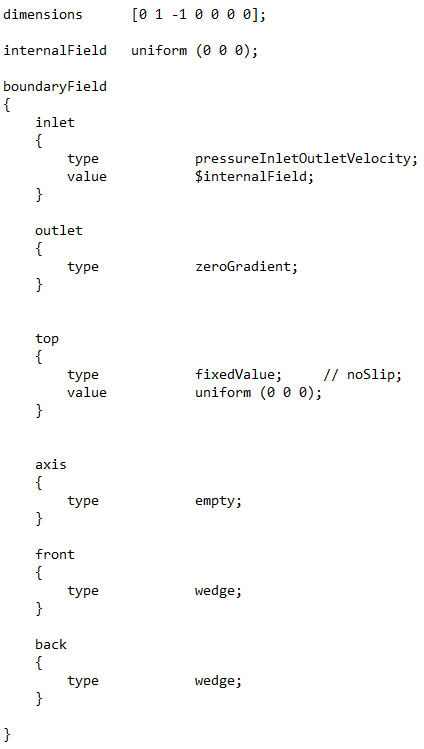 dimensions      [0 1 -1 0 0 0 0];
internalField   uniform (0 0 0);
boundaryField
{
    inlet
    {
        type            pressureInletOutletVelocity;
        value           $internalField;
    }
    outlet
    {
        type            zeroGradient;
    }
    top
    {
        type            fixedValue;     // noSlip;
        value           uniform (0 0 0);
    }
    axis
    {
        type            empty;
    }
    front
    {
        type            wedge;
    }
    back
    {
        type            wedge;
    }
}